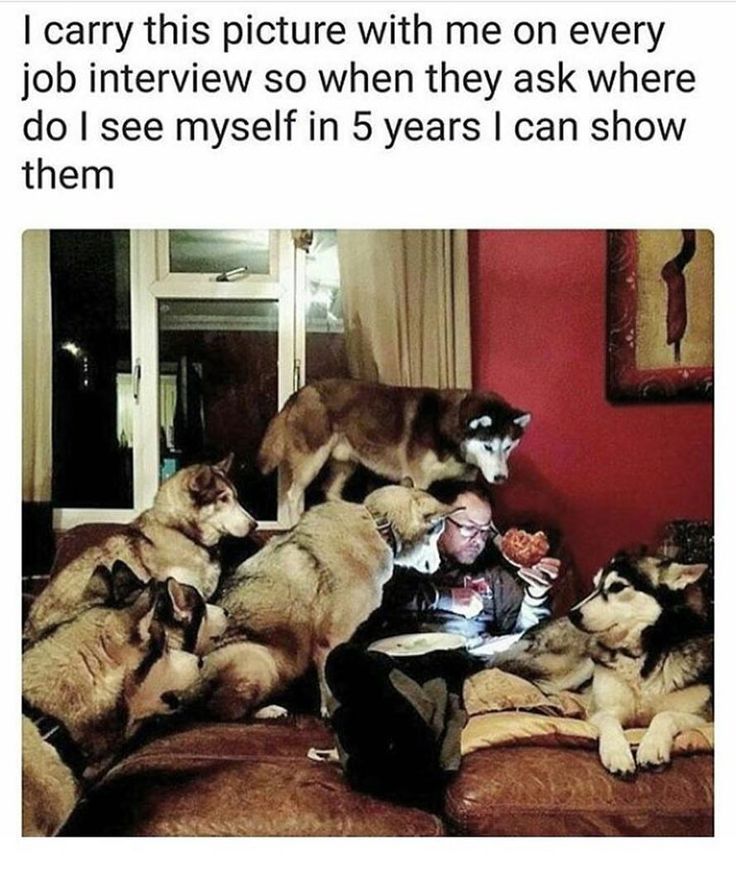 I carry this picture with me on every
job interview so when they ask where
do I see myself in 5 years I can show
them